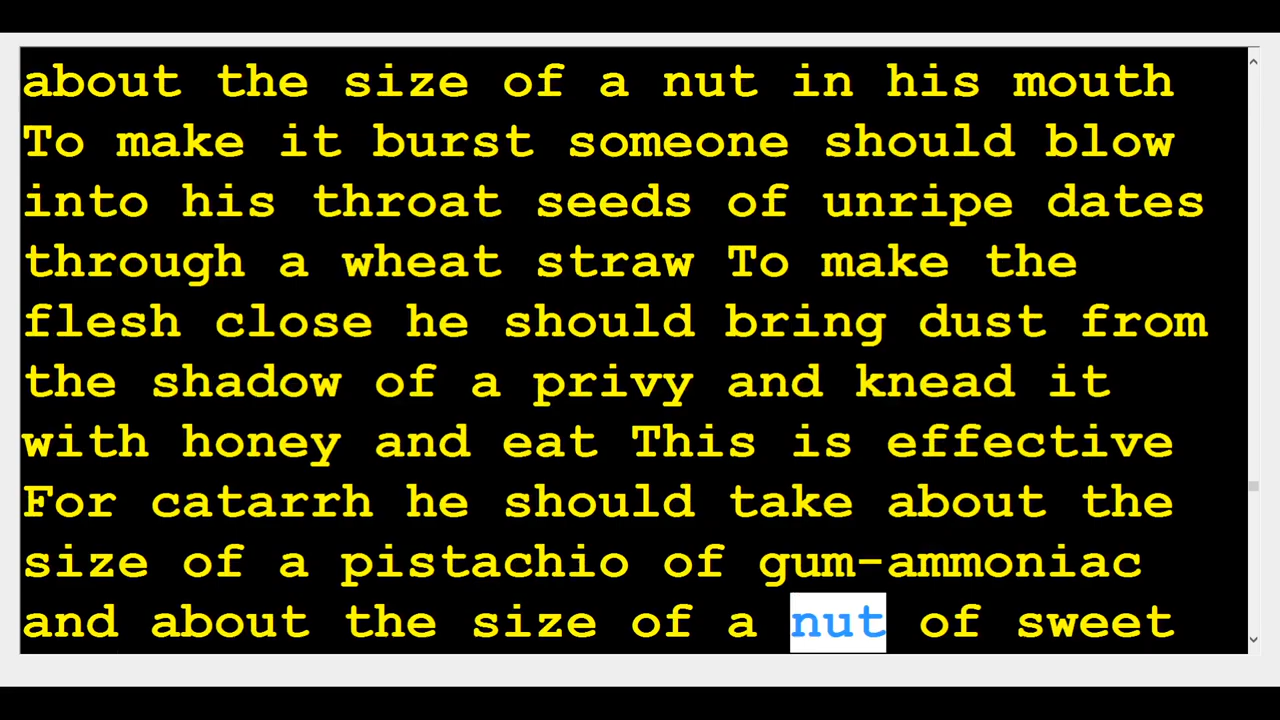 about the size of a nut in his mouth
To make it burst someone should blow
into his throat seeds of unripe dates
through a wheat straw To make the
flesh close he should bring dust from
the shadow of a privy and knead it
with honey and eat This is effective
For catarrh he should take about the
size of a pistachio of gum-ammoniac
and about the size of a nut of sweet